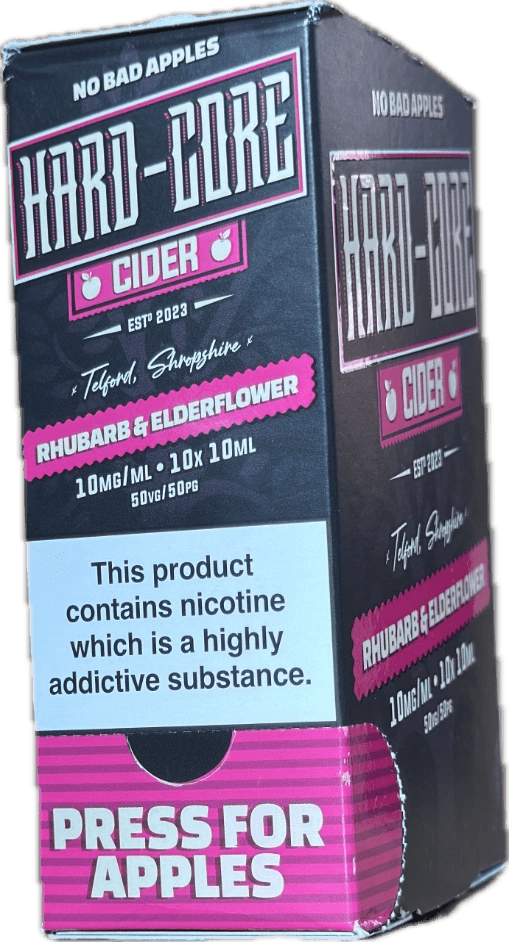 NO BAD APPLES
HARD-CORE
CIDER
ESTD 2023
x Telford, Shropshire x
RHUBARB & ELDERFLOWER
10MG/ML • 10X 10ML
50VG/50PG
This product
contains nicotine
which is a highly
addictive substance.
PRESS FOR
APPLES
NO BAD APPLES
HARD-CORE
CIDER
ESTD 2023
x Telford, Shropshire x
RHUBARB & ELDERFLOWER
10MG/ML • 10X 10ML
50VG/50PG